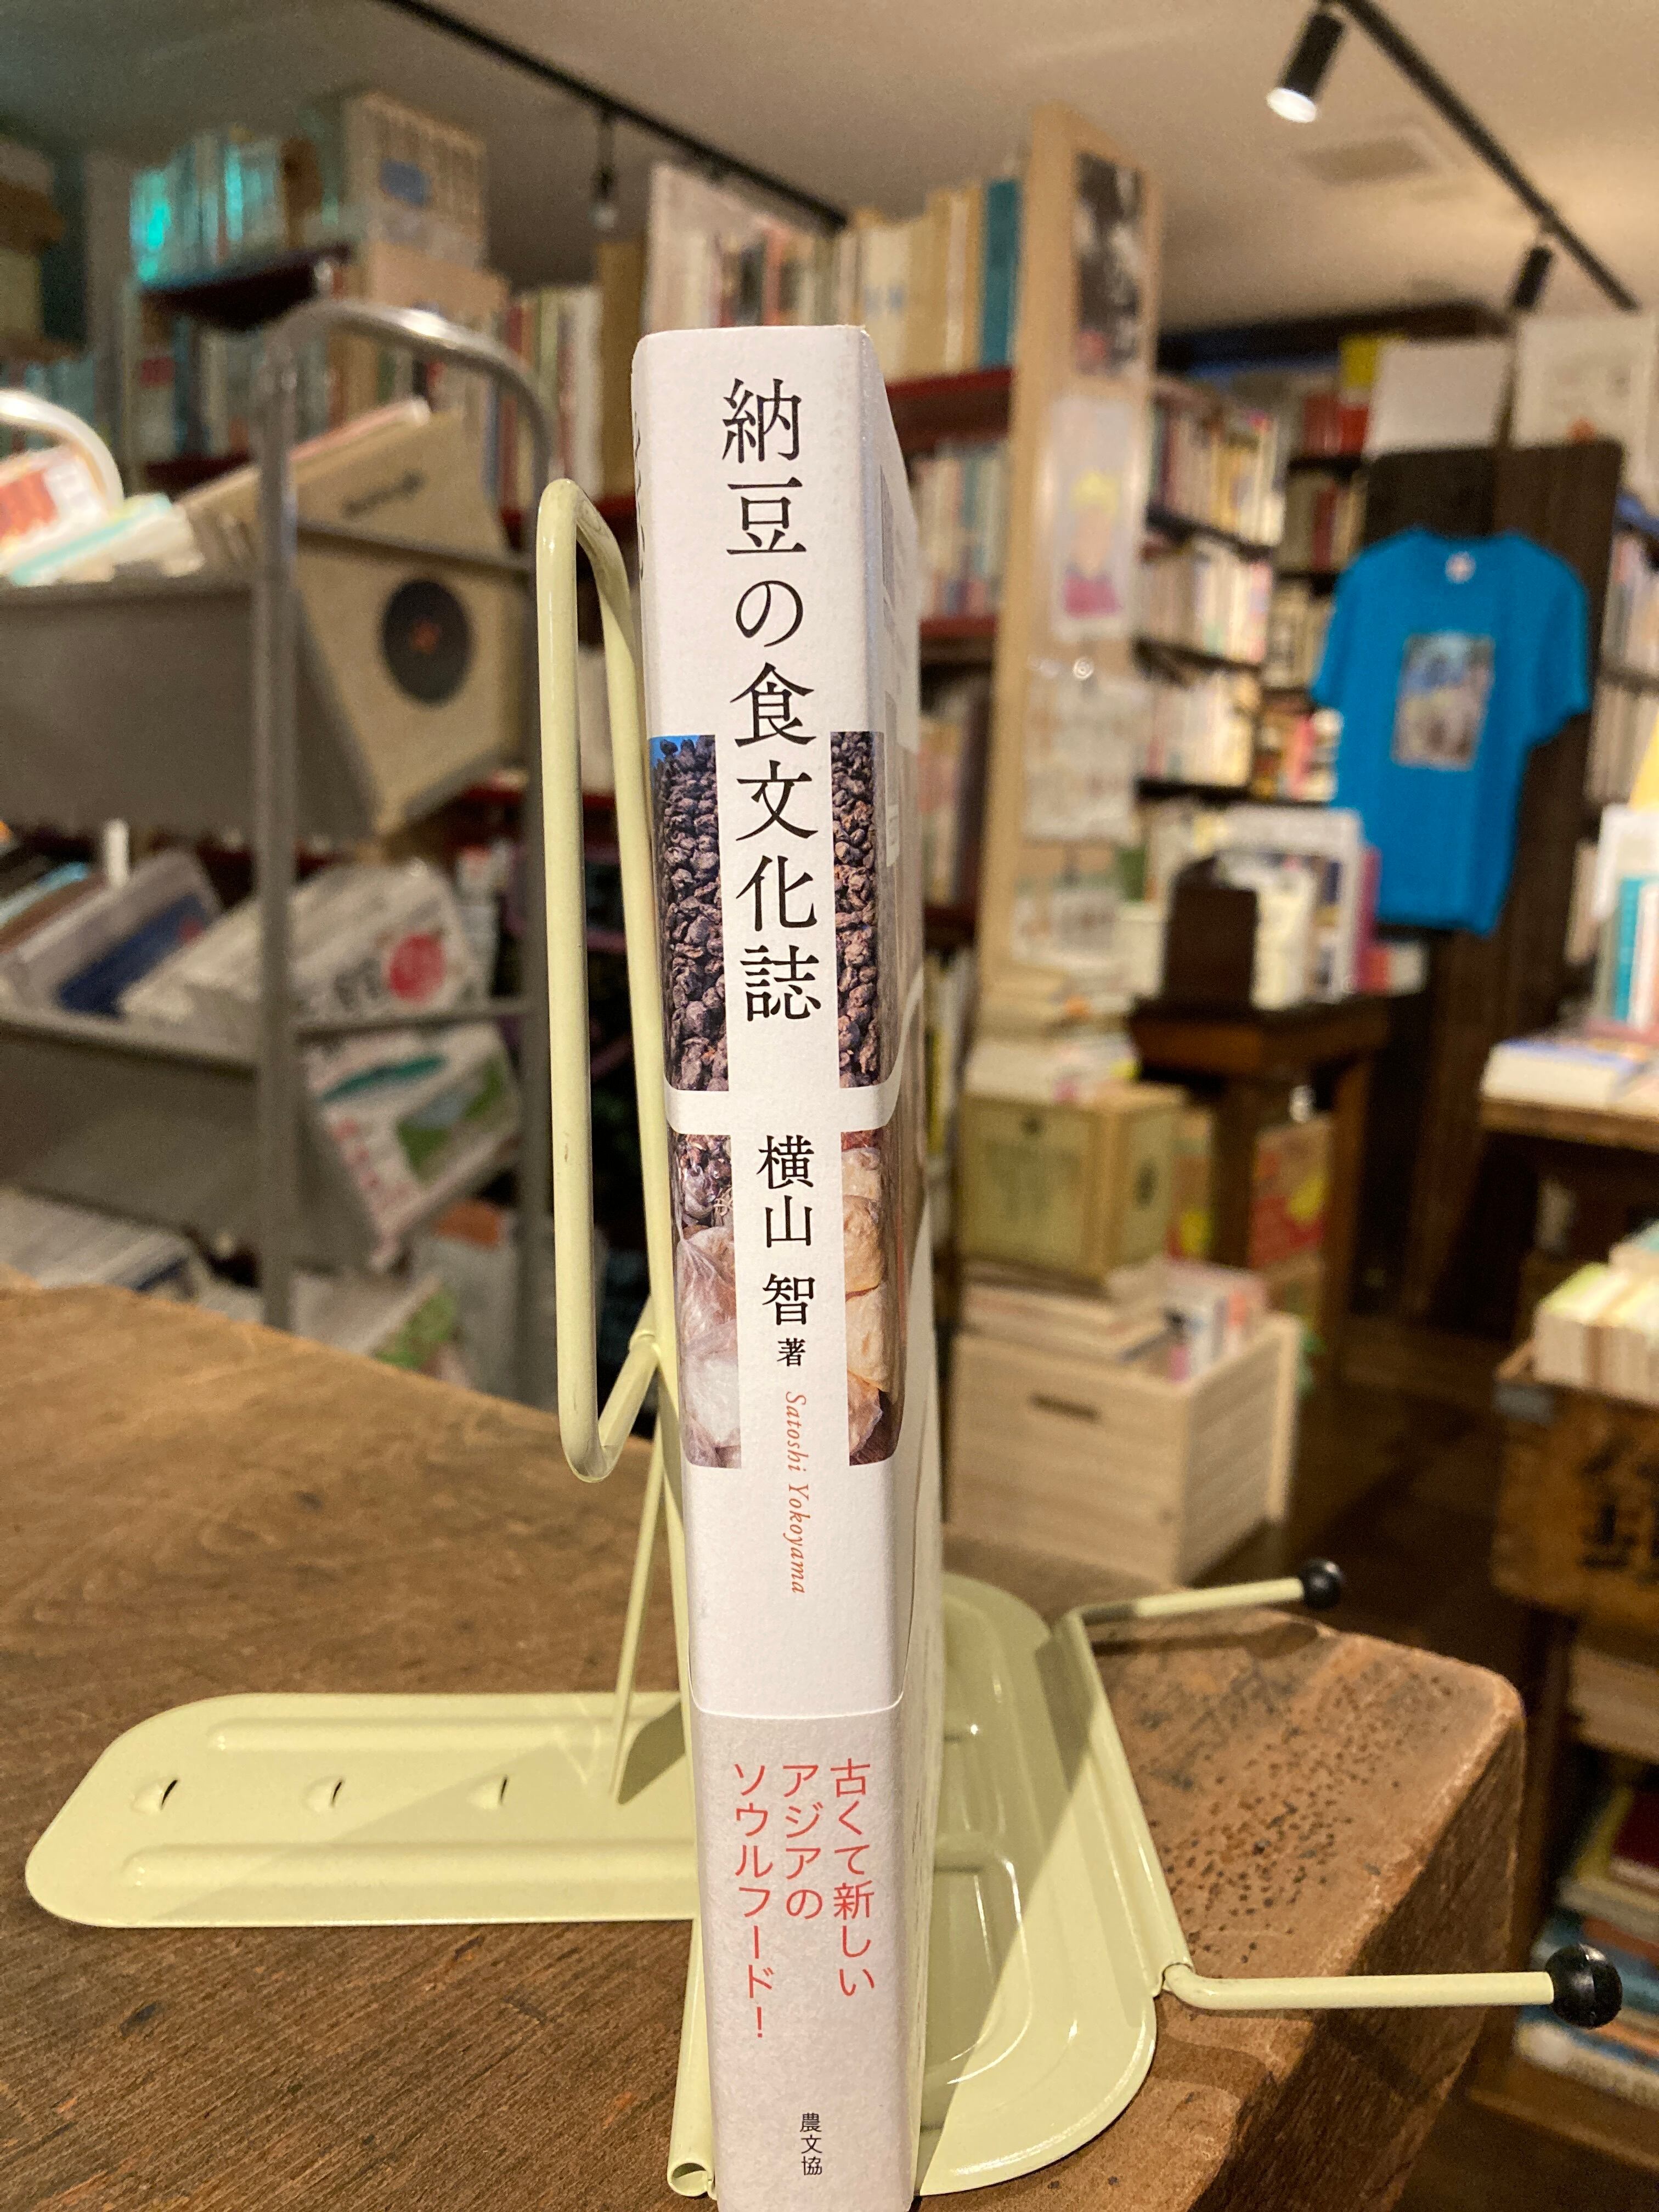 納豆の食文化誌
横山 智 著
Satoshi Yokoyama
古くて新しい
アジアの
ソウルフード!
農文協